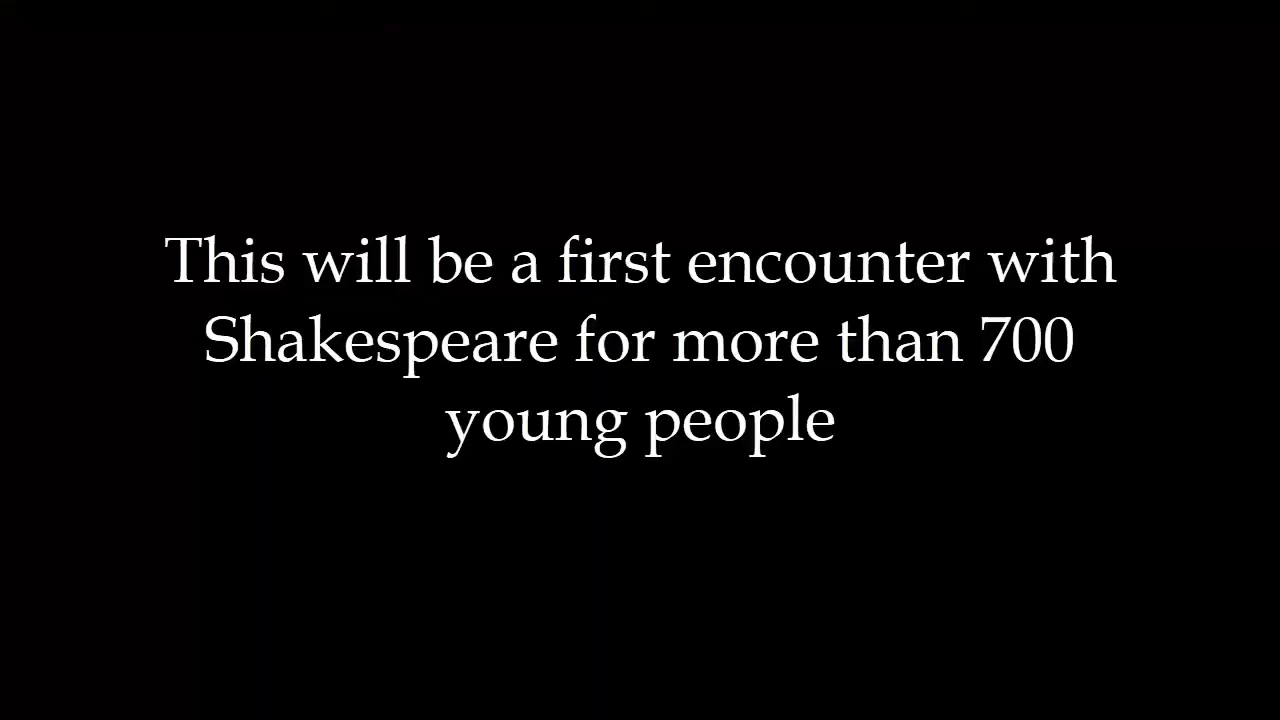 This will be a first encounter with
Shakespeare for more than 700
young people